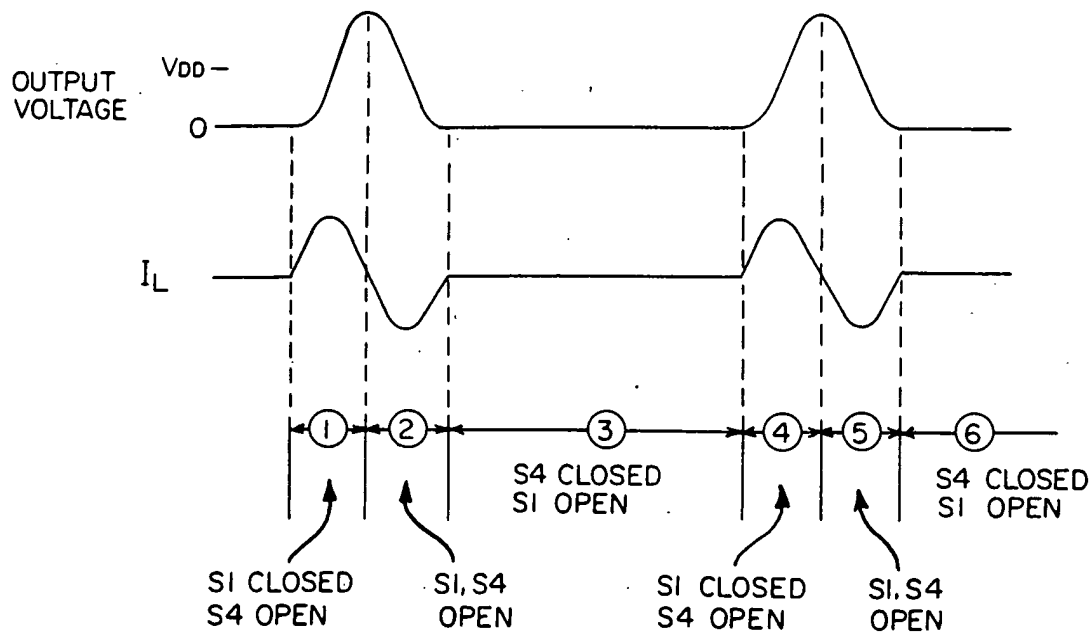 VDD
OUTPUT
VOLTAGE
0
IL
1
2
3
4
5
6
S4 CLOSED
S1 OPEN
S4 CLOSED
S1 OPEN
S1 CLOSED
S4 OPEN
S1, S4
OPEN
S1 CLOSED
S4 OPEN
S1, S4
OPEN